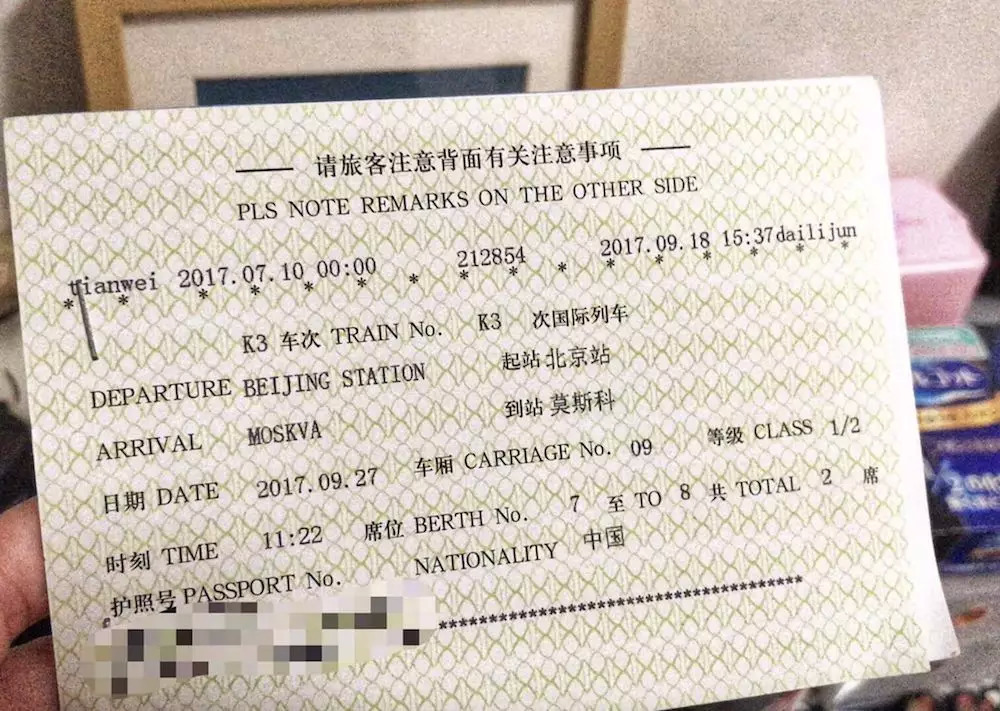 请旅客注意背面有关注意事项
PLS NOTE REMARKS ON THE OTHER SIDE
tianwei 2017.07.10 00:00 212854 2017.09.18 15:37dailijun
* * * * * * * * * * * * * * *
K3 车次 TRAIN No. K3 次国际列车
DEPARTURE BEIJING STATION 起站 北京站
ARRIVAL MOSKVA 到站 莫斯科
日期 DATE 2017.09.27 车厢 CARRIAGE No. 09 等级 CLASS 1/2
时刻 TIME 11:22 席位 BERTH No. 7 至 TO 8 共 TOTAL 2 席
护照号 PASSPORT No. NATIONALITY 中国
****************************************